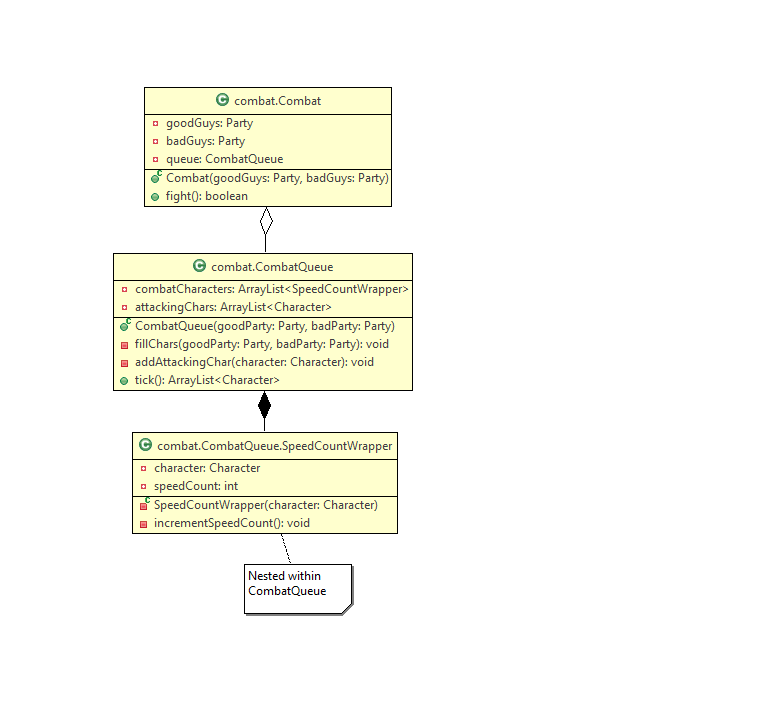 combat.Combat
goodGuys: Party
badGuys: Party
queue: CombatQueue
Combat(goodGuys: Party, badGuys: Party)
fight(): boolean
combat.CombatQueue
combatCharacters: ArrayList<SpeedCountWrapper>
attackingChars: ArrayList<Character>
CombatQueue(goodParty: Party, badParty: Party)
fillChars(goodParty: Party, badParty: Party): void
addAttackingChar(character: Character): void
tick(): ArrayList<Character>
combat.CombatQueue.SpeedCountWrapper
character: Character
speedCount: int
SpeedCountWrapper(character: Character)
incrementSpeedCount(): void
Nested within
CombatQueue